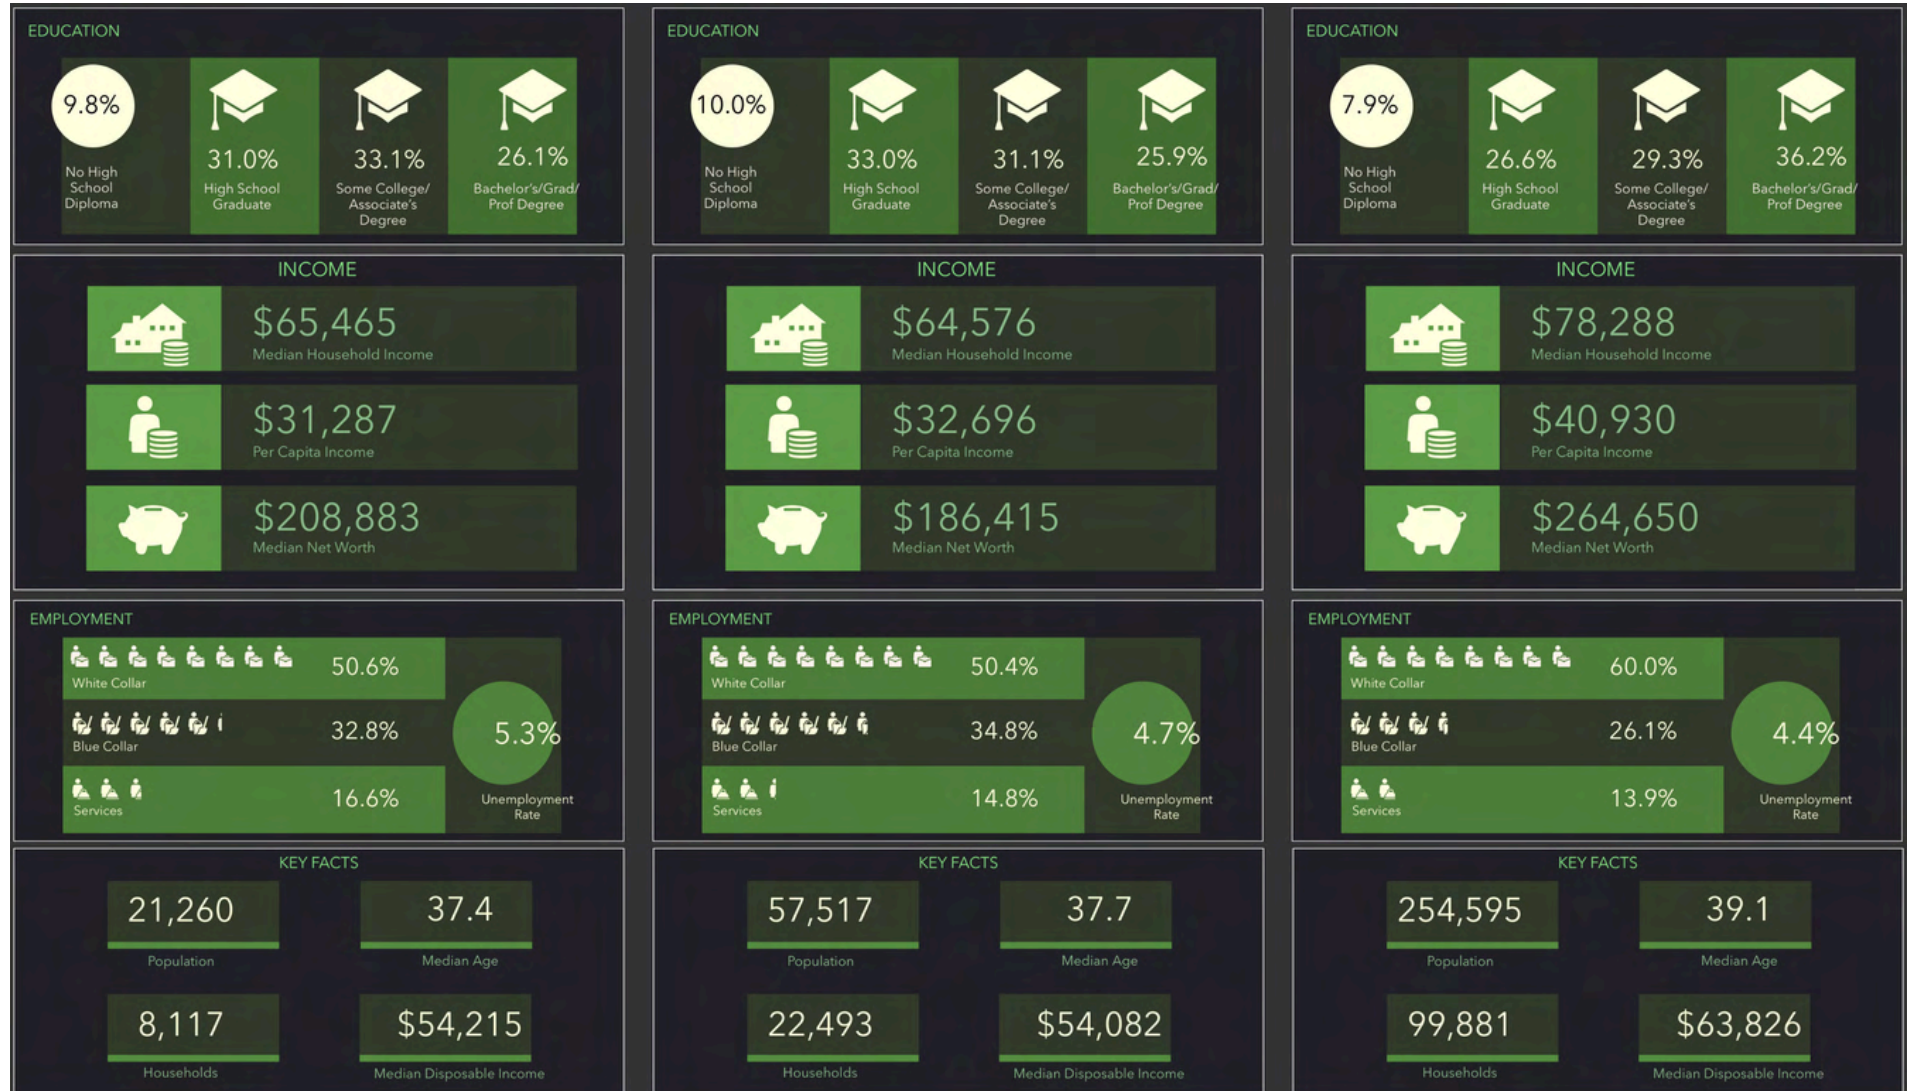 EDUCATION
9.8%
No High
School
Diploma
31.0%
High School
Graduate
33.1%
Some College/
Associate's
Degree
26.1%
Bachelor's/Grad/
Prof Degree
INCOME
$65,465
Median Household Income
$31,287
Per Capita Income
$208,883
Median Net Worth
EMPLOYMENT
White Collar
50.6%
Blue Collar
32.8%
Services
16.6%
5.3%
Unemployment
Rate
KEY FACTS
21,260
Population
37.4
Median Age
8,117
Households
$54,215
Median Disposable Income
EDUCATION
10.0%
No High
School
Diploma
33.0%
High School
Graduate
31.1%
Some College/
Associate's
Degree
25.9%
Bachelor's/Grad/
Prof Degree
INCOME
$64,576
Median Household Income
$32,696
Per Capita Income
$186,415
Median Net Worth
EMPLOYMENT
White Collar
50.4%
Blue Collar
34.8%
Services
14.8%
4.7%
Unemployment
Rate
KEY FACTS
57,517
Population
37.7
Median Age
22,493
Households
$54,082
Median Disposable Income
EDUCATION
7.9%
No High
School
Diploma
26.6%
High School
Graduate
29.3%
Some College/
Associate's
Degree
36.2%
Bachelor's/Grad/
Prof Degree
INCOME
$78,288
Median Household Income
$40,930
Per Capita Income
$264,650
Median Net Worth
EMPLOYMENT
White Collar
60.0%
Blue Collar
26.1%
Services
13.9%
4.4%
Unemployment
Rate
KEY FACTS
254,595
Population
39.1
Median Age
99,881
Households
$63,826
Median Disposable Income